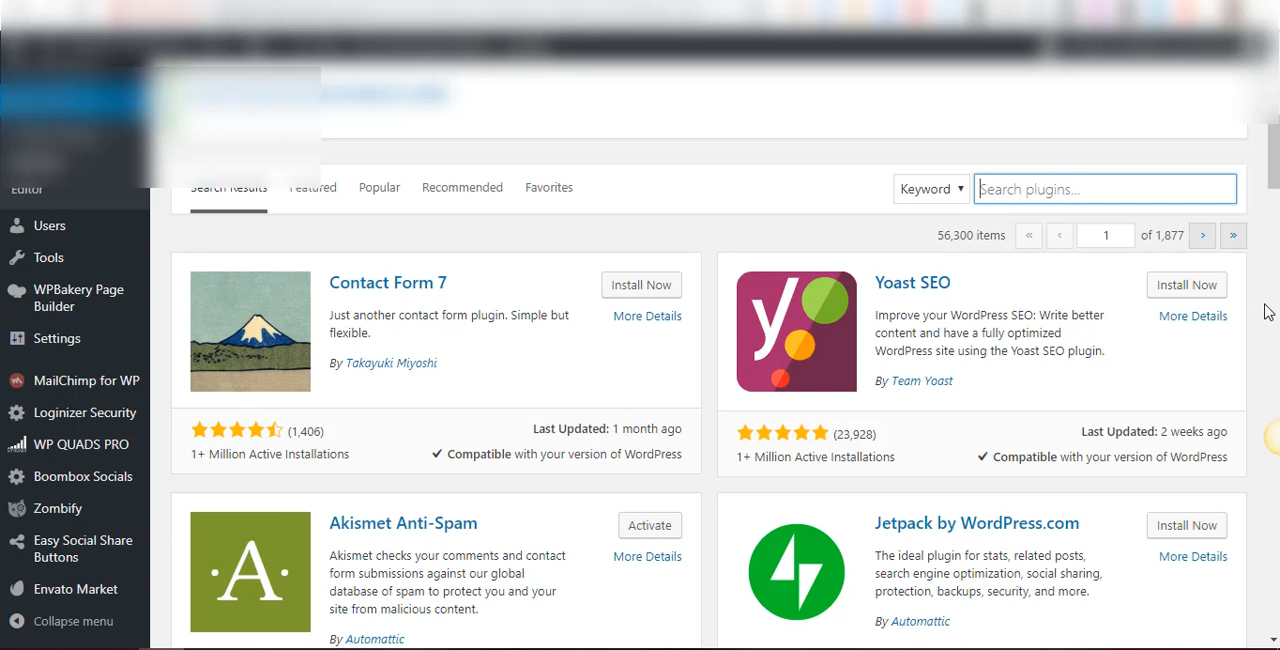 Editor
Users
Tools
WPBakery Page
Builder
Settings
MailChimp for WP
Loginizer Security
WP QUADS PRO
Boombox Socials
Zombify
Easy Social Share
Buttons
Envato Market
Collapse menu
Search Results Featured Popular Recommended Favorites
Keyword ▼ Search plugins...
56,300 items « ‹ 1 of 1,877 › »
Contact Form 7
Install Now
More Details
Just another contact form plugin. Simple but
flexible.
By Takayuki Miyoshi
(1,406)
1+ Million Active Installations
Last Updated: 1 month ago
✔ Compatible with your version of WordPress
y
Yoast SEO
Install Now
More Details
Improve your WordPress SEO: Write better
content and have a fully optimized
WordPress site using the Yoast SEO plugin.
By Team Yoast
(23,928)
1+ Million Active Installations
Last Updated: 2 weeks ago
✔ Compatible with your version of WordPress
·A·
Akismet Anti-Spam
Activate
More Details
Akismet checks your comments and contact
form submissions against our global
database of spam to protect you and your
site from malicious content.
By Automattic
Jetpack by WordPress.com
Install Now
More Details
The ideal plugin for stats, related posts,
search engine optimization, social sharing,
protection, backups, security, and more.
By Automattic